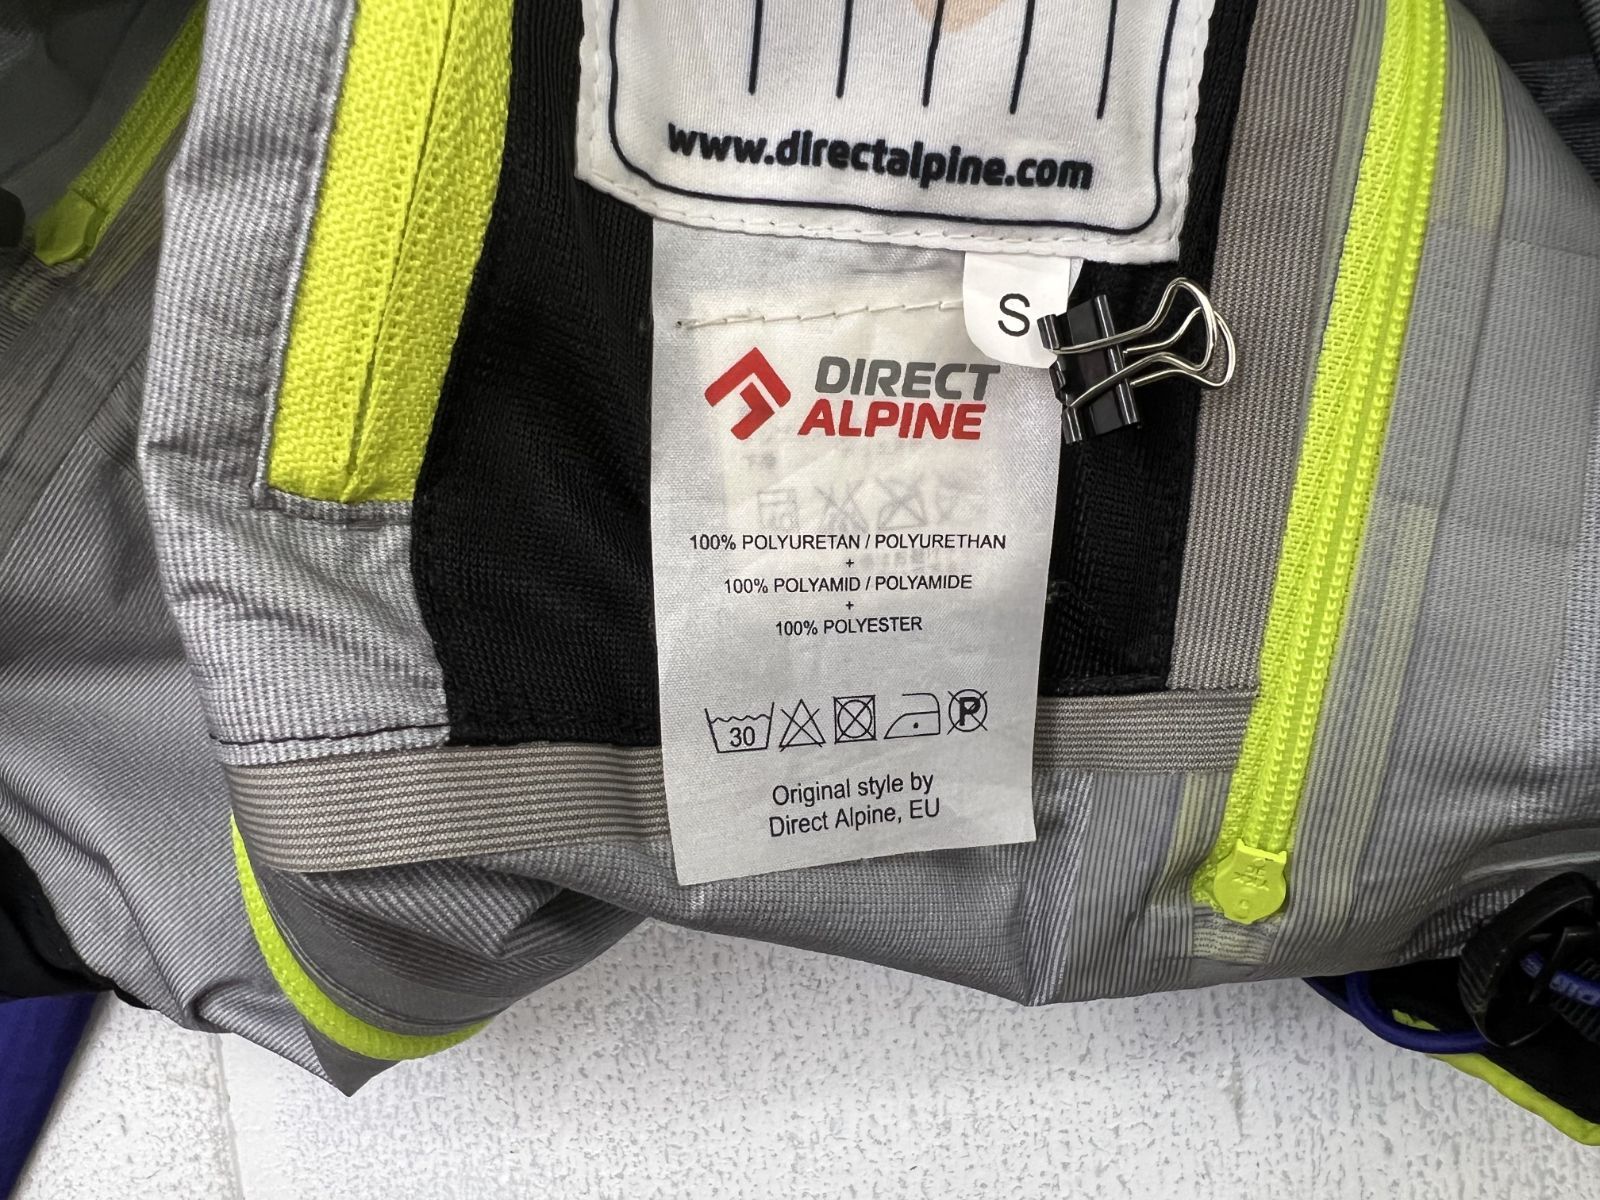 www.directalpine.com
S
DIRECT
ALPINE
100% POLYURETAN / POLYURETHAN
+
100% POLYAMID / POLYAMIDE
+
100% POLYESTER
30
P
Original style by
Direct Alpine, EU
YKK